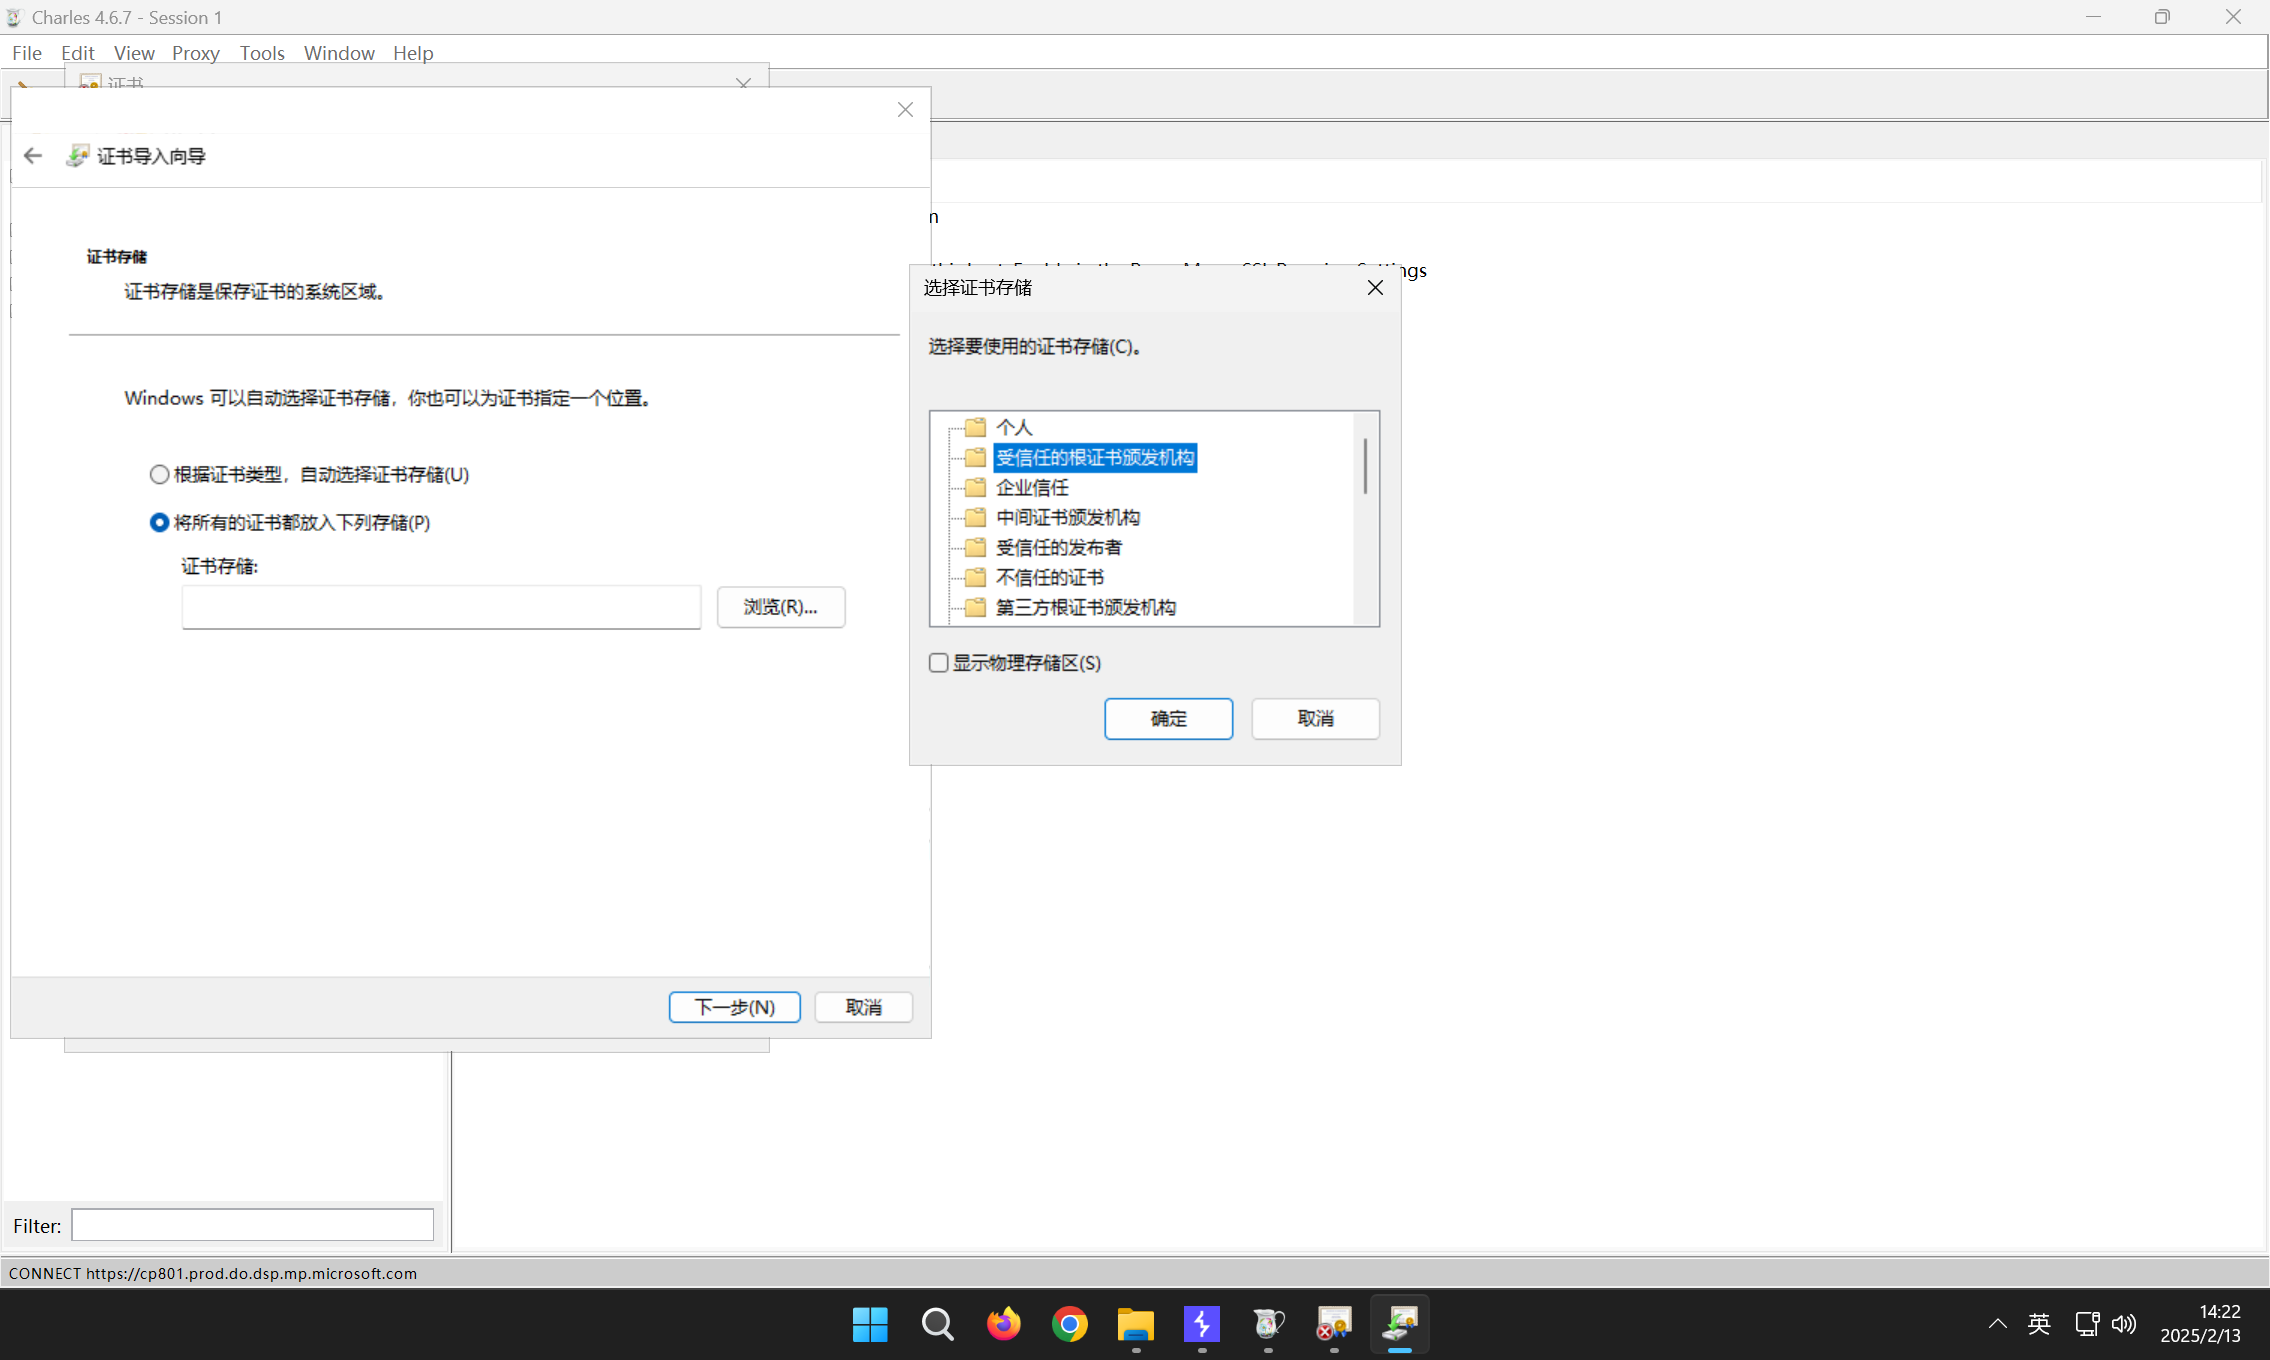 Charles 4.6.7 - Session 1
File Edit View Proxy Tools Window Help
证书
证书导入向导
证书存储
证书存储是保存证书的系统区域。
Windows 可以自动选择证书存储，你也可以为证书指定一个位置。
根据证书类型，自动选择证书存储(U)
将所有的证书都放入下列存储(P)
证书存储:
浏览(R)...
下一步(N)
取消
选择证书存储
选择要使用的证书存储(C)。
个人
受信任的根证书颁发机构
企业信任
中间证书颁发机构
受信任的发布者
不信任的证书
第三方根证书颁发机构
显示物理存储区(S)
确定
取消
Filter:
CONNECT https://cp801.prod.do.dsp.mp.microsoft.com
英
14:22
2025/2/13